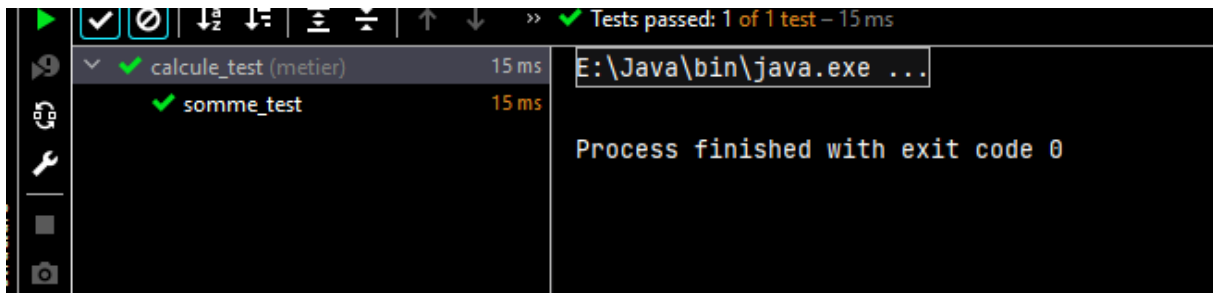 » Tests passed: 1 of 1 test – 15 ms
calcule_test (metier) 15 ms
somme_test 15 ms
E:\Java\bin\java.exe ...
Process finished with exit code 0